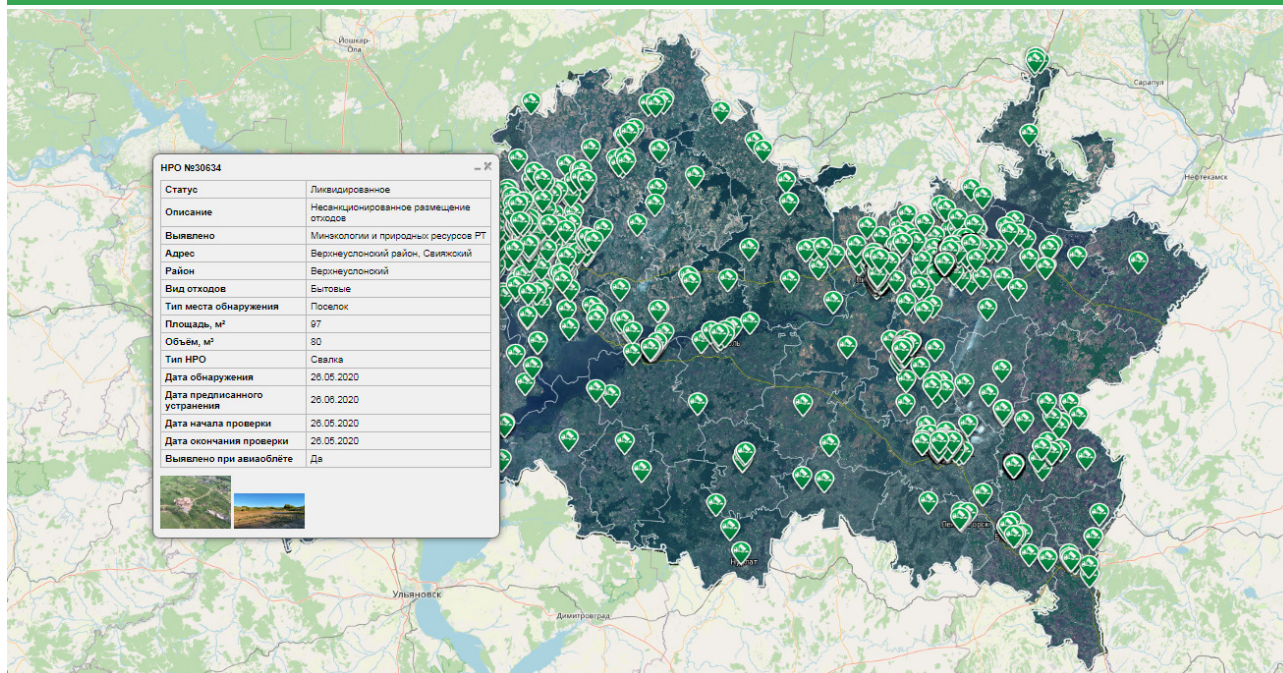 Йошкар-
Ола
Сарапул
Нефтекамск
НРО №30634
Статус Ликвидированное
Описание Несанкционированное размещение
отходов
Выявлено Минэкологии и природных ресурсов РТ
Адрес Верхнеуслонский район, Свияжский
Район Верхнеуслонский
Вид отходов Бытовые
Тип места обнаружения Поселок
Площадь, м² 97
Объём, м³ 80
Тип НРО Свалка
Дата обнаружения 26.05.2020
Дата предписанного
устранения 26.06.2020
Дата начала проверки 26.05.2020
Дата окончания проверки 26.05.2020
Выявлено при авиаоблёте Да
Ульяновск
Димитровград